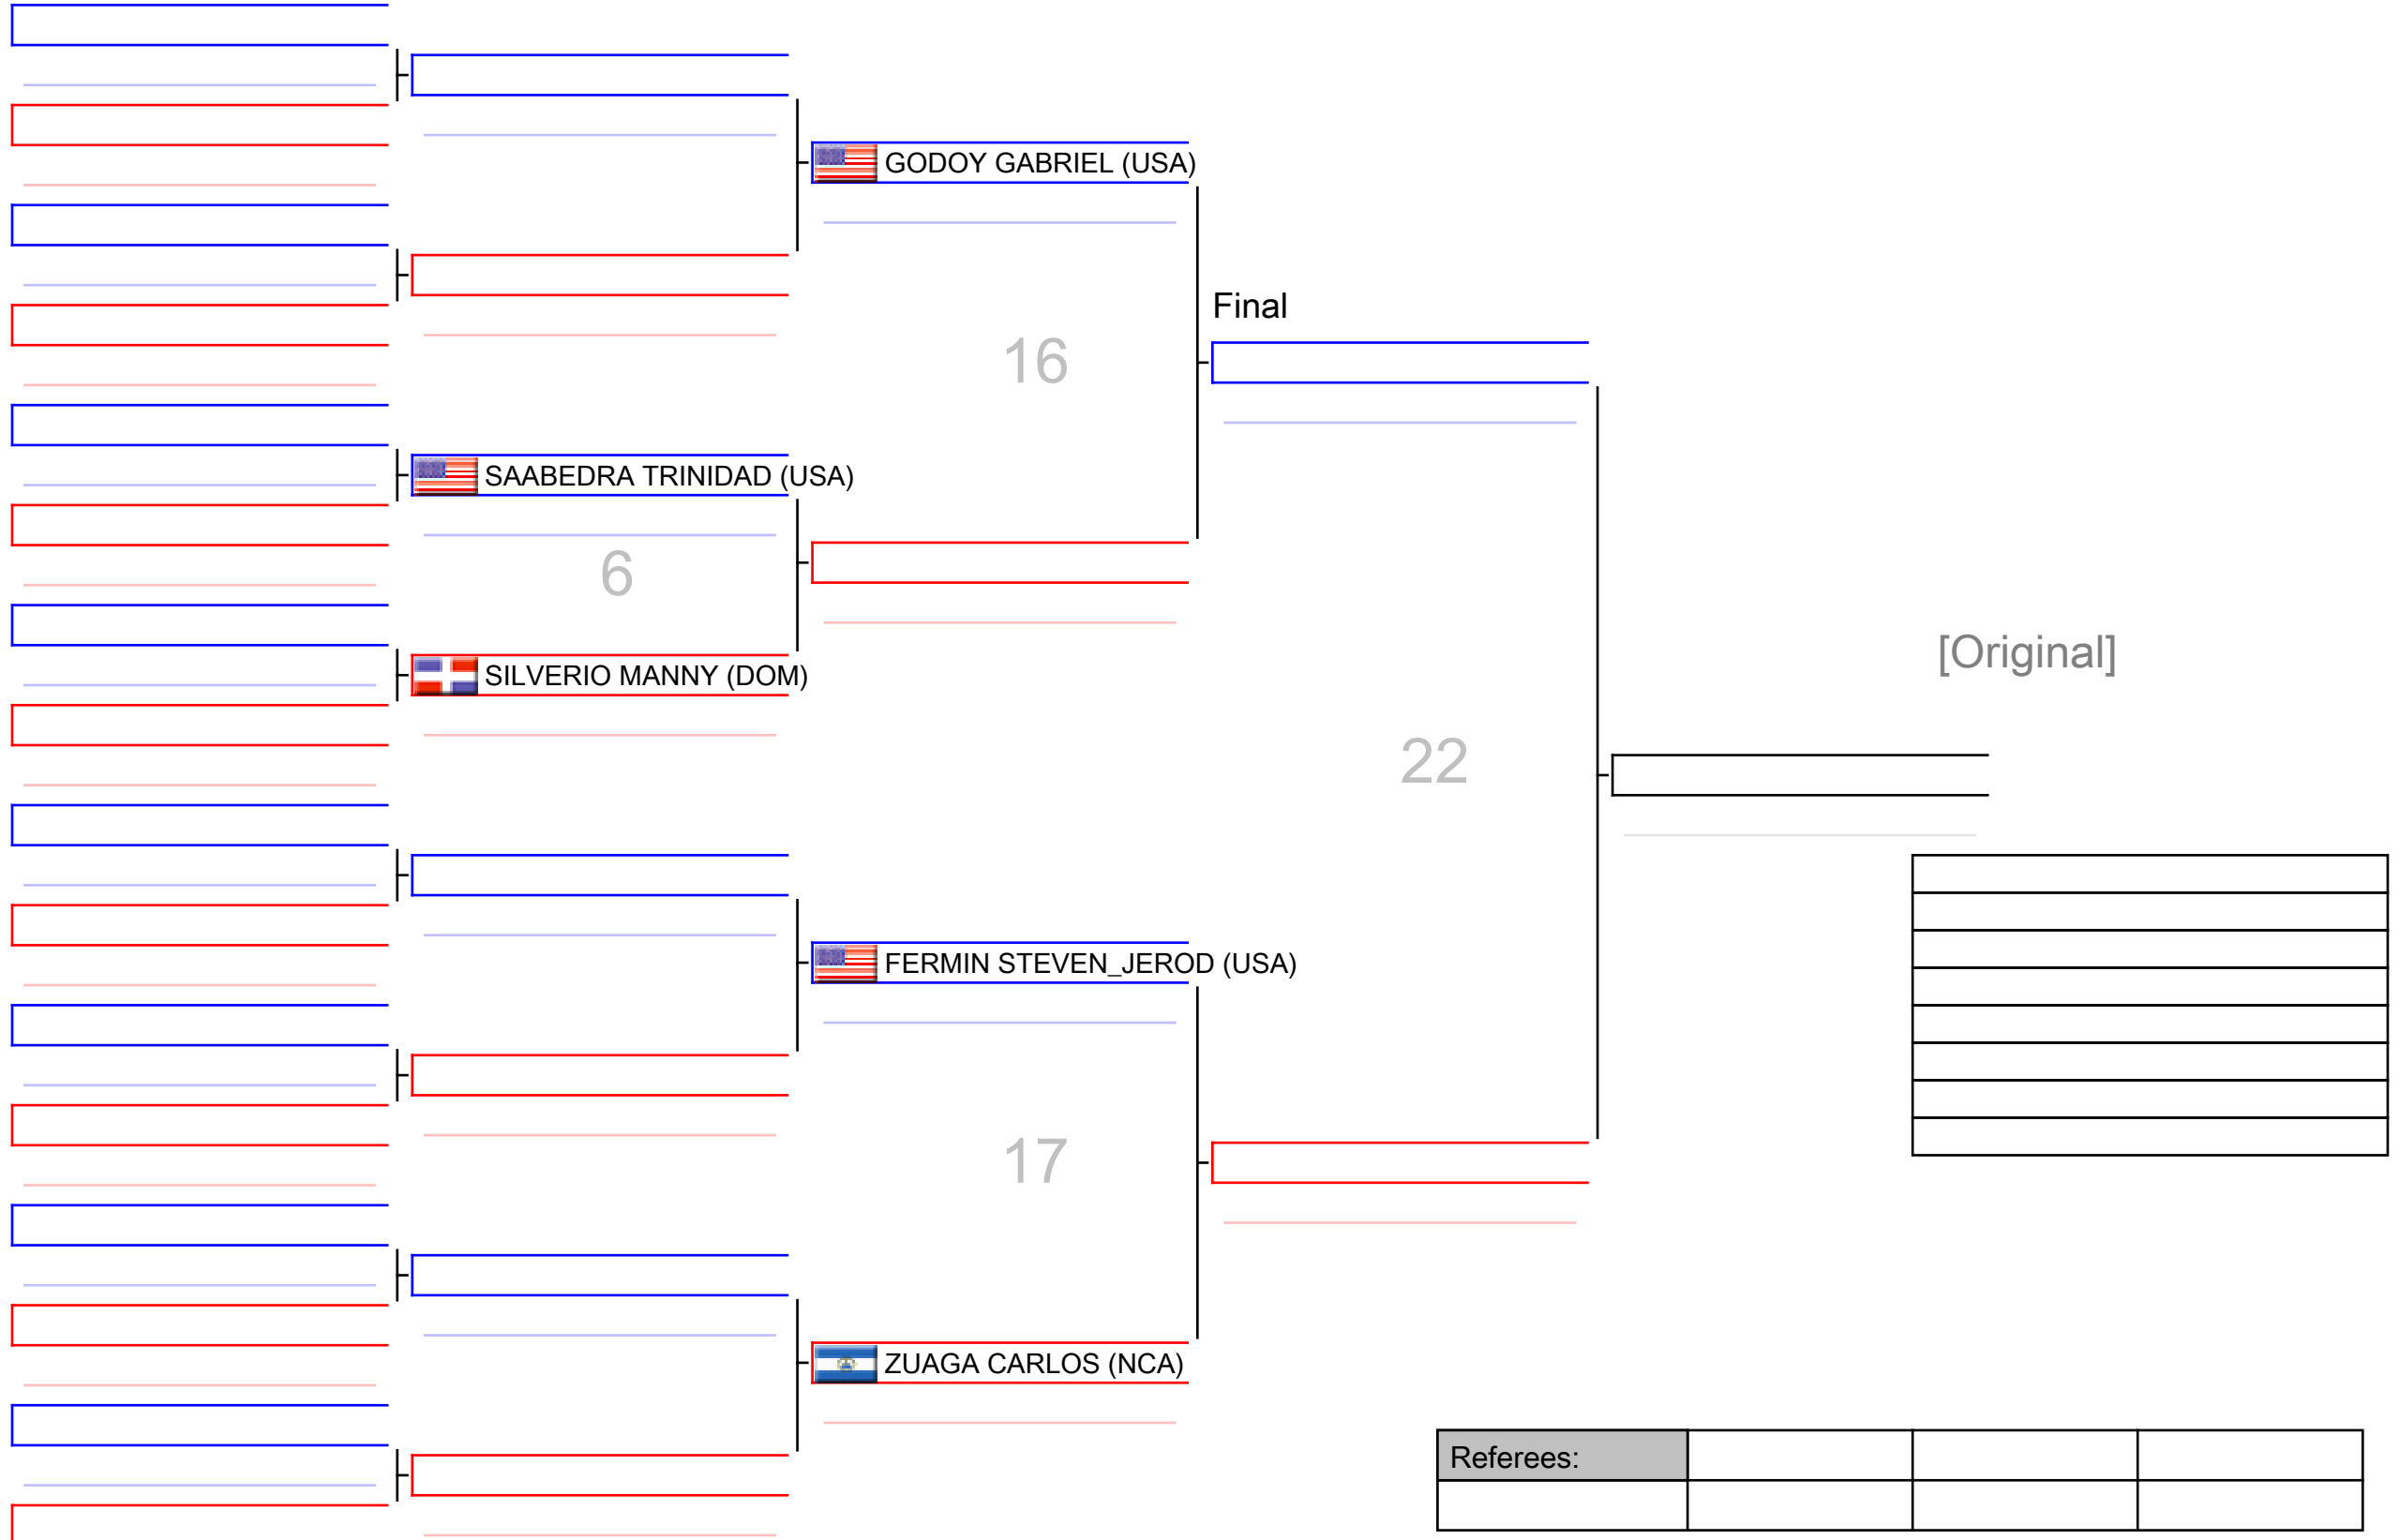 GODOY GABRIEL (USA)
Final
16
SAABEDRA TRINIDAD (USA)
6
[Original]
SILVERIO MANNY (DOM)
22
FERMIN STEVEN_JEROD (USA)
17
ZUAGA CARLOS (NCA)
Referees: